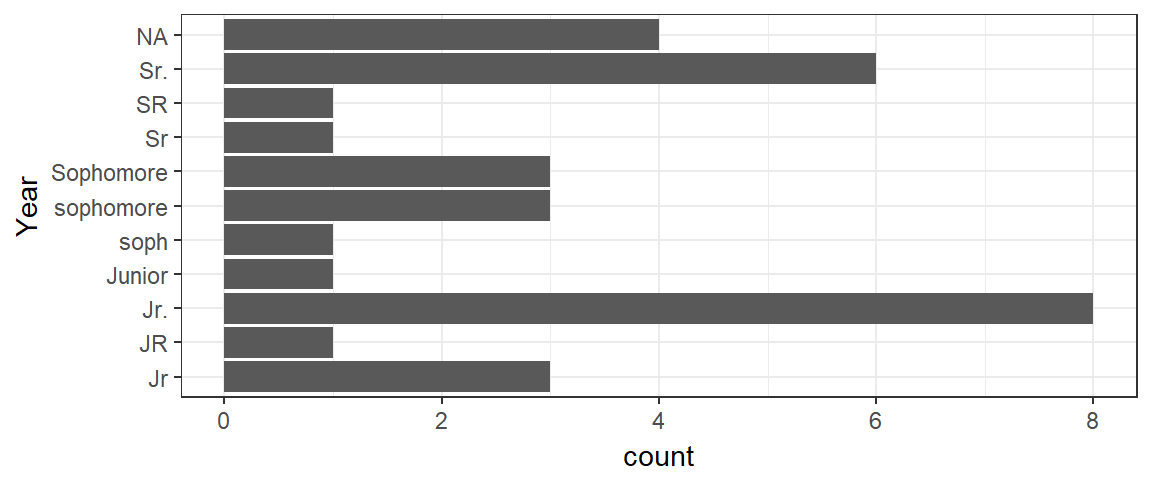 NA
Sr.
SR
Sr
Sophomore
sophomore
soph
Junior
Jr.
JR
Jr
Year
0 2 4 6 8
count